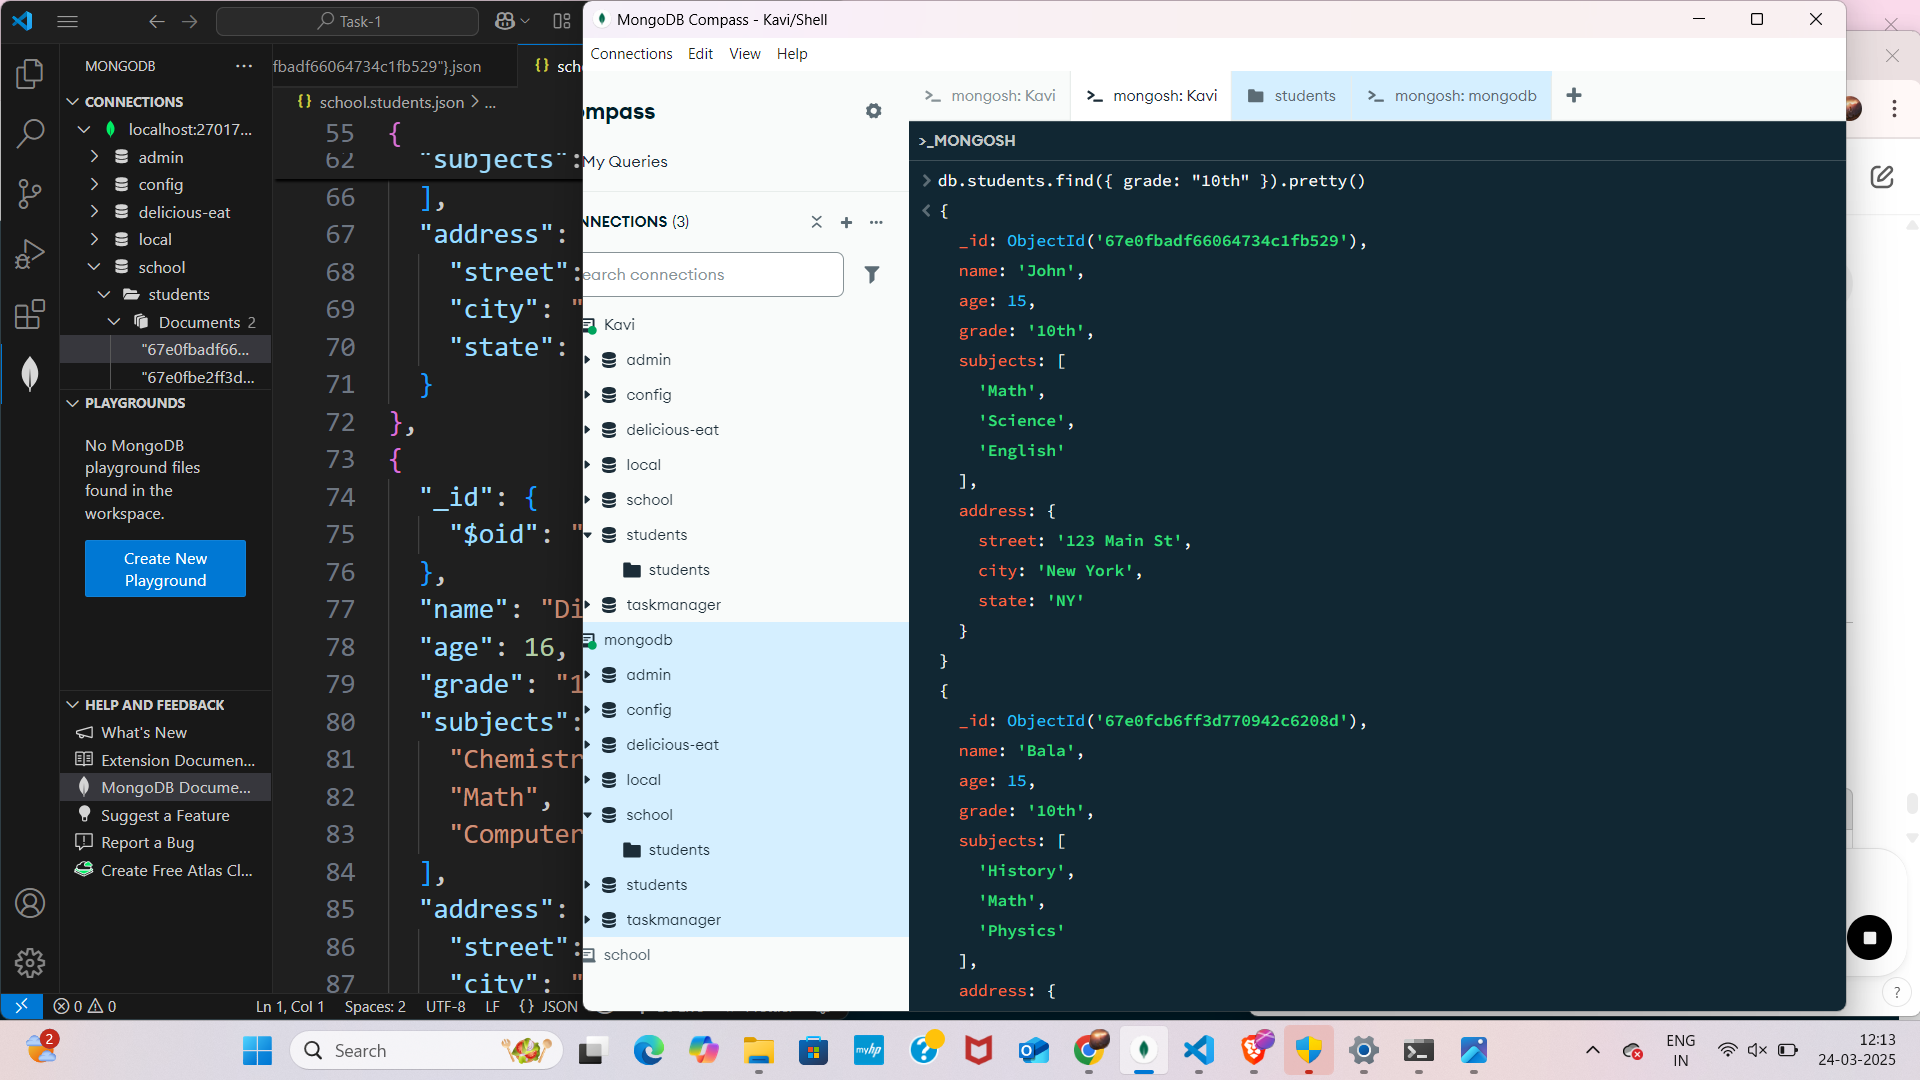 Task-1
MONGODB
CONNECTIONS
localhost:27017...
admin
config
delicious-eat
local
school
students
Documents 2
"67e0fbadf66...
"67e0fbe2ff3d...
PLAYGROUNDS
No MongoDB
playground files
found in the
workspace.
Create New
Playground
HELP AND FEEDBACK
What's New
Extension Documen...
MongoDB Docume...
Suggest a Feature
Report a Bug
Create Free Atlas Cl...
fbadf66064734c1fb529"}.json
{} sch
{} school.students.json > ...
55 {
62 "subjects":
66 ],
67 "address":
68 "street":
69 "city": "
70 "state":
71 }
72 },
73 {
74 "_id": {
75 "$oid": "
76 },
77 "name": "Di
78 "age": 16,
79 "grade": "1
80 "subjects":
81 "Chemistr
82 "Math",
83 "Computer
84 ],
85 "address":
86 "street":
87 "city": "
0 0
Ln 1, Col 1 Spaces: 2 UTF-8 LF {} JSON
MongoDB Compass - Kavi/Shell
Connections Edit View Help
ompass
My Queries
NNECTIONS (3)
earch connections
Kavi
admin
config
delicious-eat
local
school
students
students
taskmanager
mongodb
admin
config
delicious-eat
local
school
students
students
taskmanager
school
mongosh: Kavi
mongosh: Kavi
students
mongosh: mongodb
>_MONGOSH
db.students.find({ grade: "10th" }).pretty()
{
_id: ObjectId('67e0fbadf66064734c1fb529'),
name: 'John',
age: 15,
grade: '10th',
subjects: [
'Math',
'Science',
'English'
],
address: {
street: '123 Main St',
city: 'New York',
state: 'NY'
}
}
{
_id: ObjectId('67e0fcb6ff3d770942c6208d'),
name: 'Bala',
age: 15,
grade: '10th',
subjects: [
'History',
'Math',
'Physics'
],
address: {
?
2
Search
myhp
ENG
IN
12:13
24-03-2025